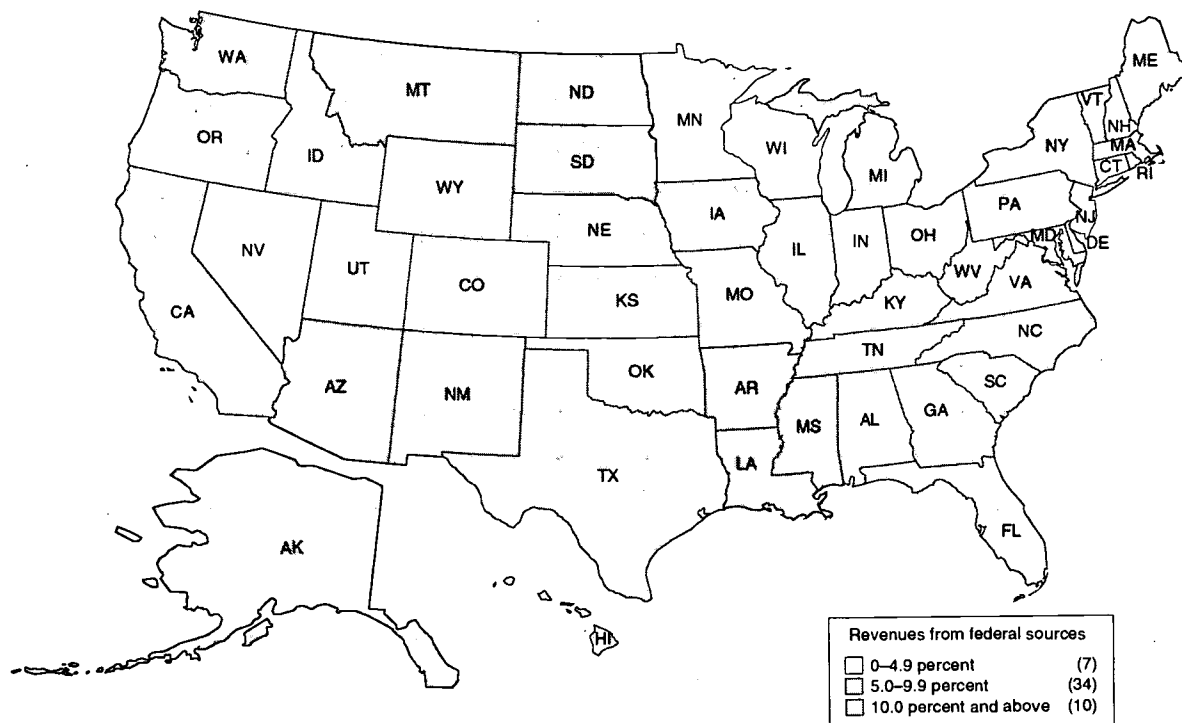 WA
MT
ND
MN
ME
VT
NH
OR
ID
SD
WI
NY
MA
MI
CT
RI
WY
IA
PA
NJ
NE
IL
IN
OH
MD
DE
NV
UT
CO
WV
VA
CA
KS
MO
KY
NC
TN
AZ
NM
OK
AR
SC
MS
AL
GA
LA
TX
FL
AK
HI
Revenues from federal sources
0–4.9 percent (7)
5.0–9.9 percent (34)
10.0 percent and above (10)